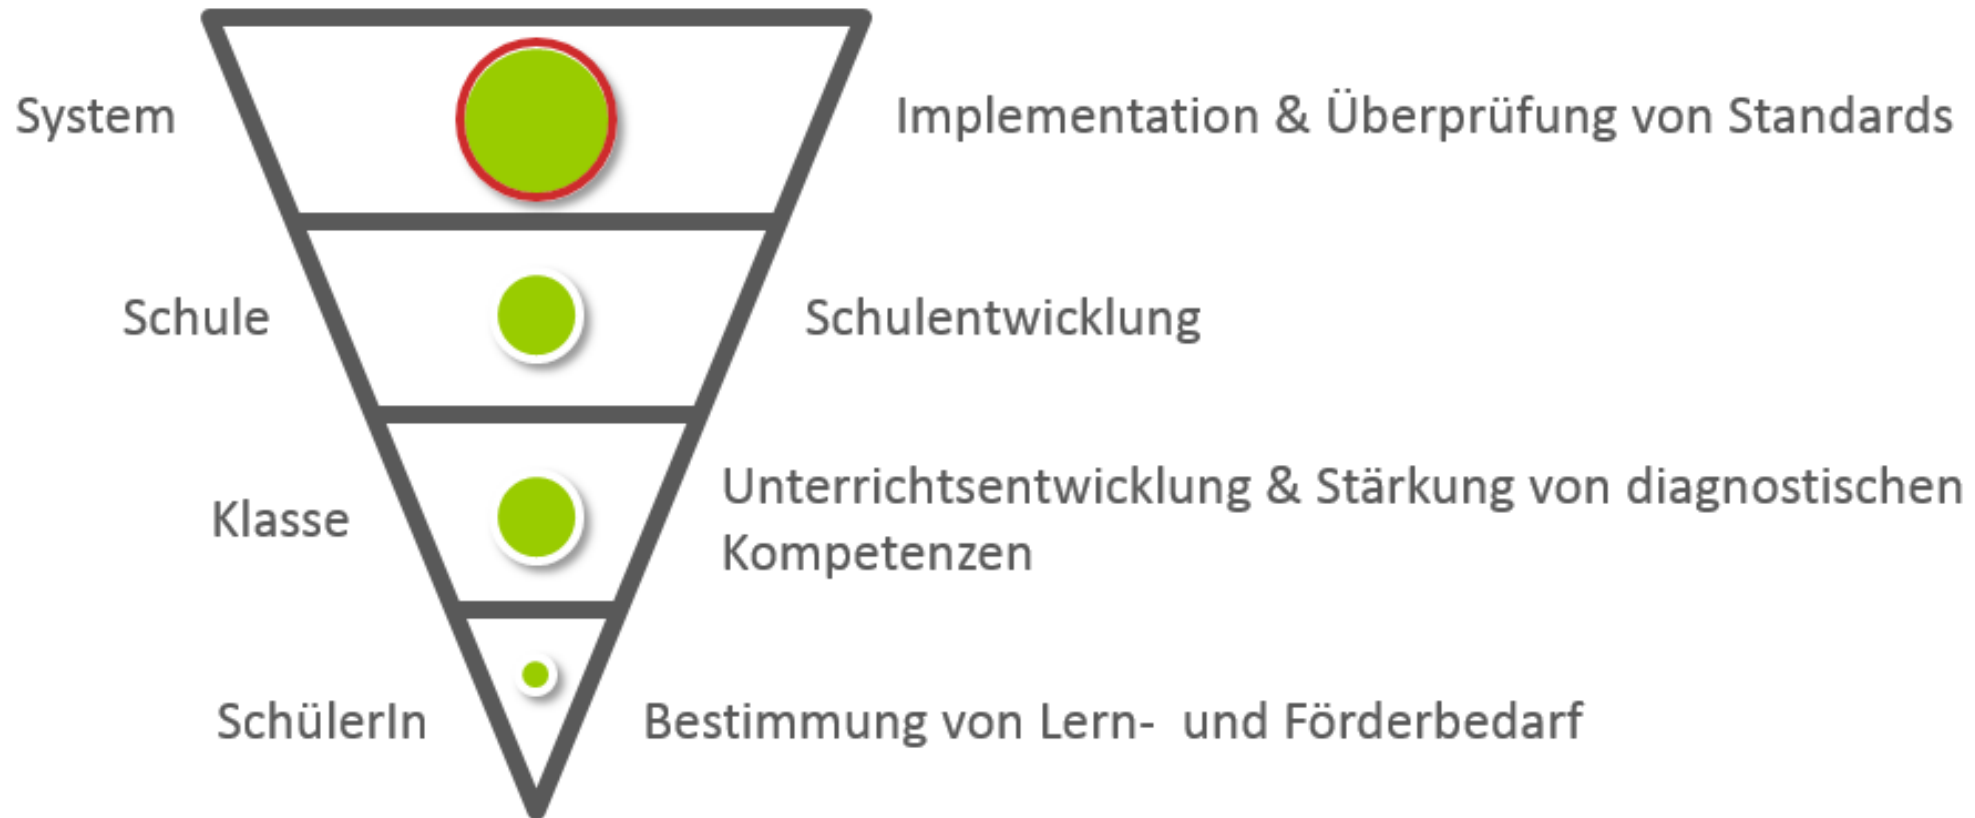 System
Implementation & Überprüfung von Standards
Schule
Schulentwicklung
Klasse
Unterrichtsentwicklung & Stärkung von diagnostischen
Kompetenzen
SchülerIn
Bestimmung von Lern- und Förderbedarf